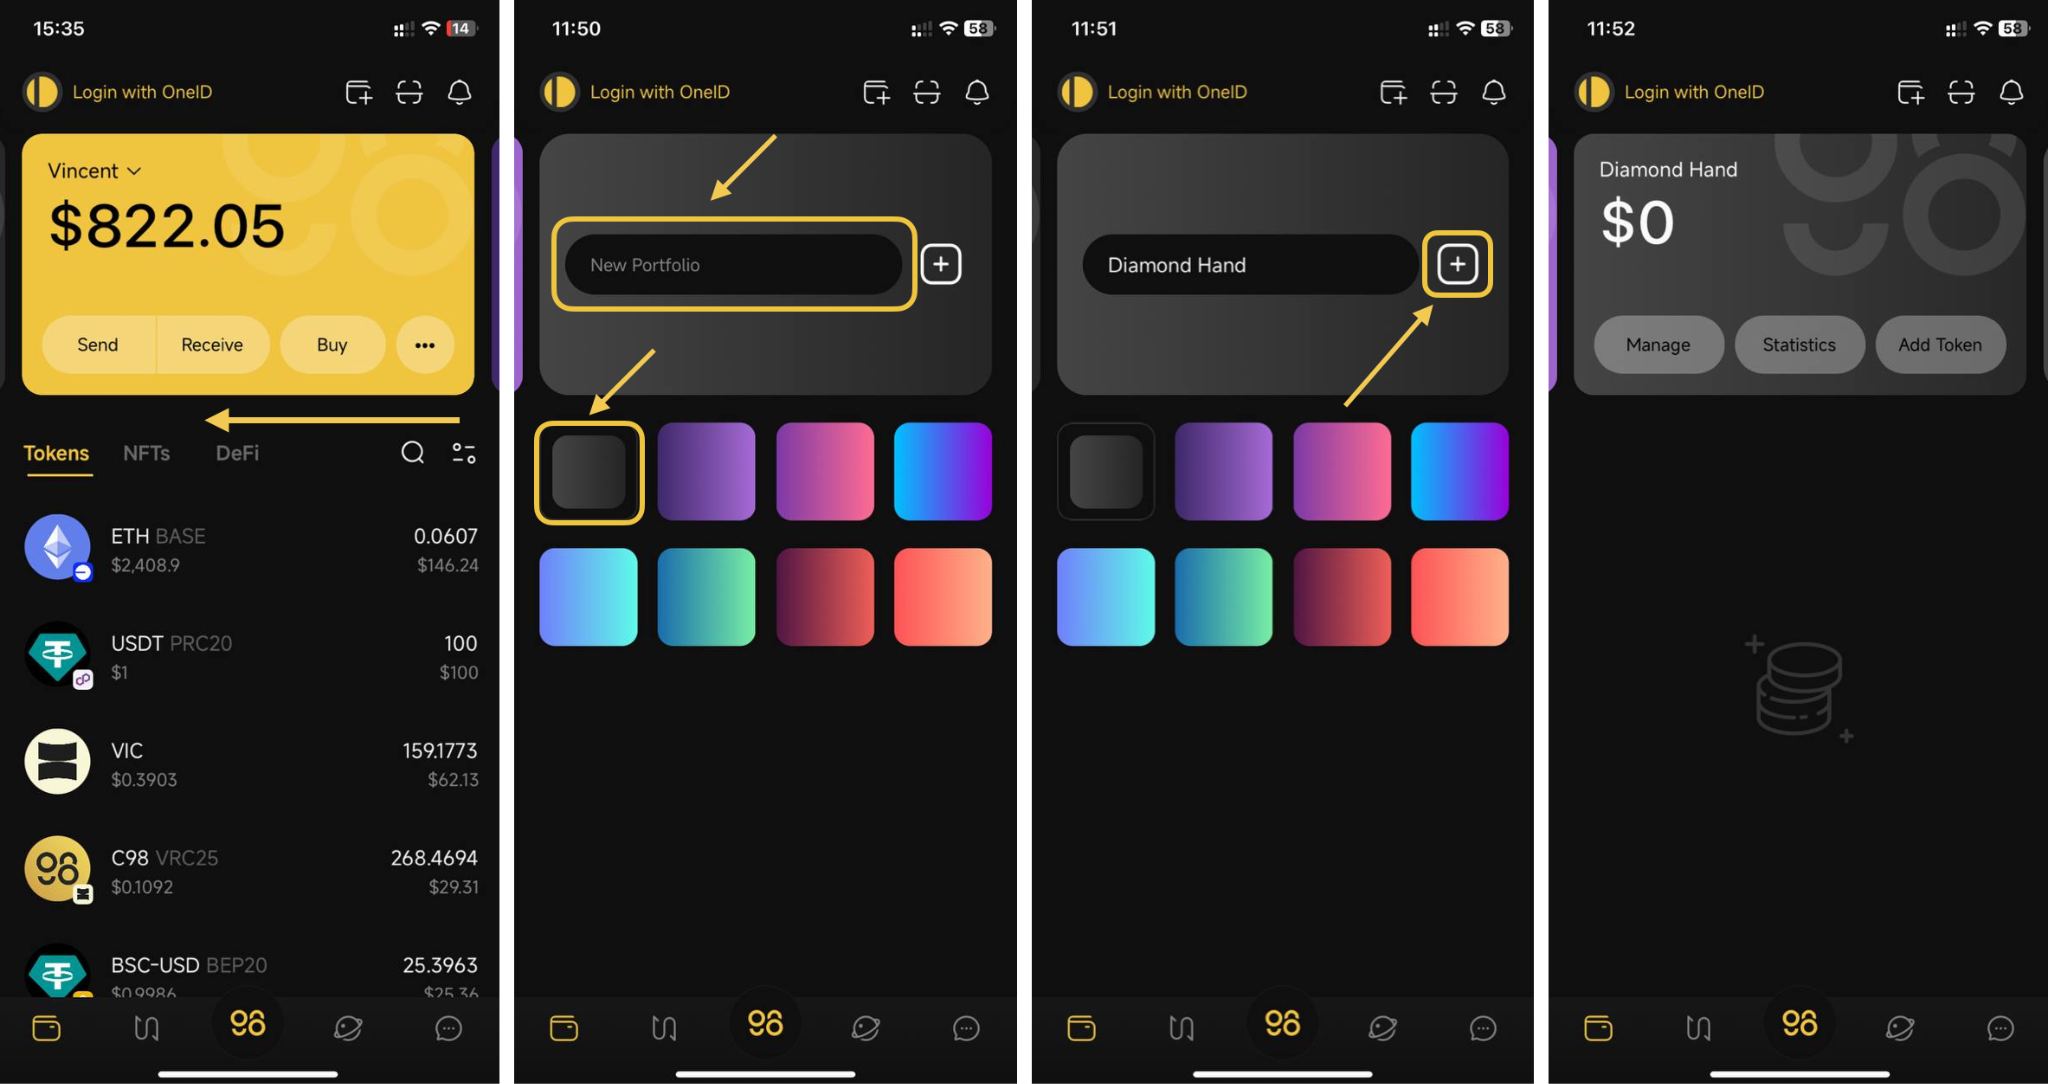 15:35
14
Login with OneID
Vincent
$822.05
Send
Receive
Buy
Tokens
NFTs
DeFi
ETH BASE
0.0607
$2,408.9
$146.24
USDT PRC20
100
$1
$100
VIC
159.1773
$0.3903
$62.13
C98 VRC25
268.4694
$0.1092
$29.31
BSC-USD BEP20
25.3963
$0.9986
$25.36
11:50
58
Login with OneID
New Portfolio
11:51
58
Login with OneID
Diamond Hand
11:52
58
Login with OneID
Diamond Hand
$0
Manage
Statistics
Add Token